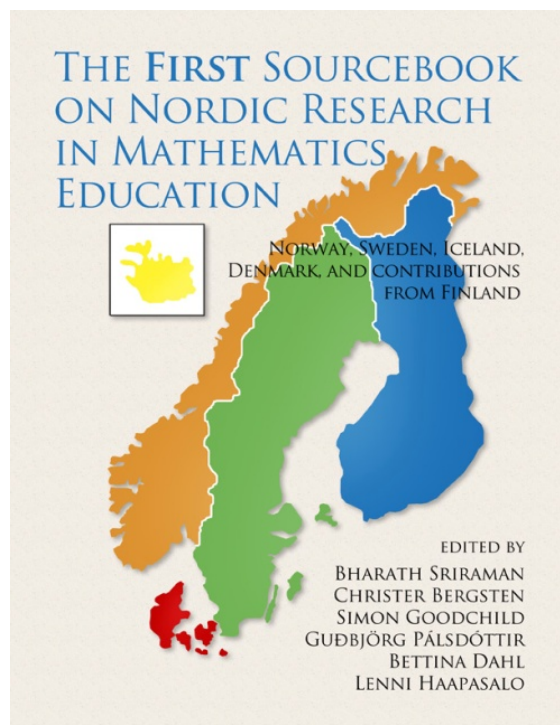 THE FIRST SOURCEBOOK
ON NORDIC RESEARCH
IN MATHEMATICS
EDUCATION
NORWAY, SWEDEN, ICELAND,
DENMARK, AND CONTRIBUTIONS
FROM FINLAND
EDITED BY
BHARATH SRIRAMAN
CHRISTER BERGSTEN
SIMON GOODCHILD
GUÐBJÖRG PÁLSDÓTTIR
BETTINA DAHL
LENNI HAAPASALO